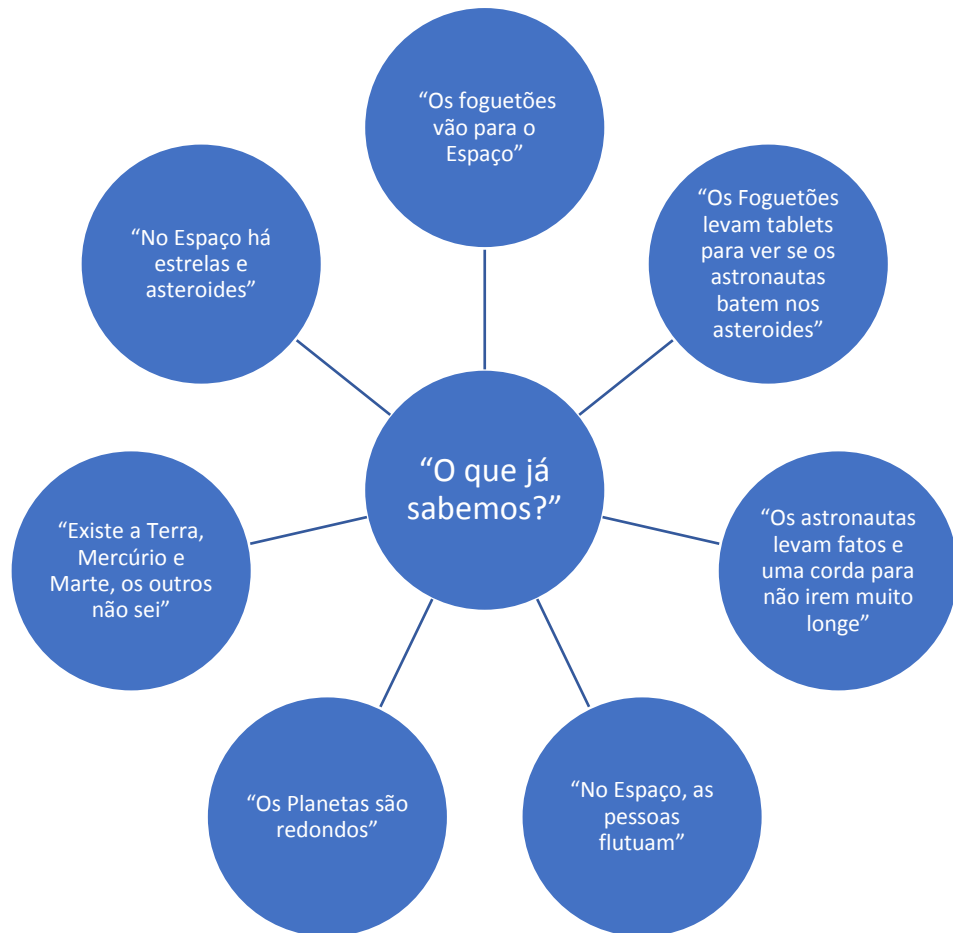 “Os foguetões
vão para o
Espaço”
“Os Foguetões
levam tablets
para ver se os
astronautas
batem nos
asteroides”
“Os astronautas
levam fatos e
uma corda para
não irem muito
longe”
“No Espaço, as
pessoas
flutuam”
“Os Planetas são
redondos”
“Existe a Terra,
Mercúrio e
Marte, os outros
não sei”
“No Espaço há
estrelas e
asteroides”
“O que já
sabemos?”